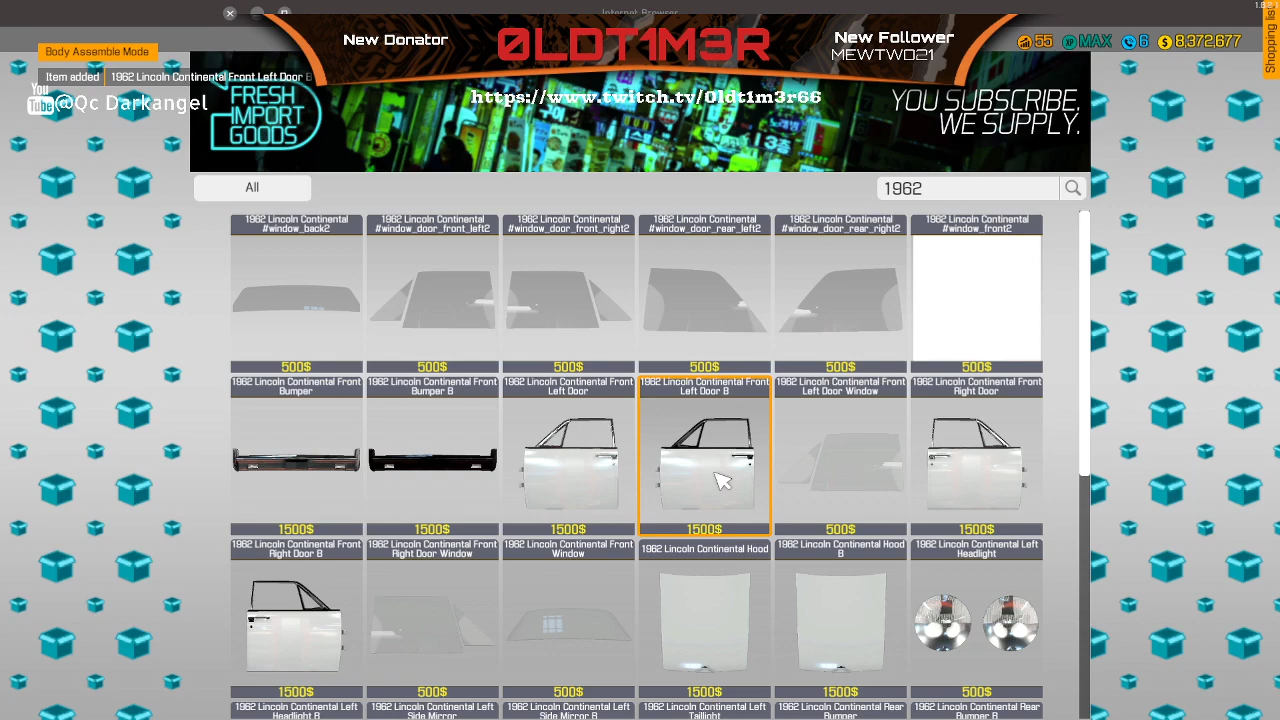 Internet Browser
1.8.2.1
Shopping list
New Donator
0LDT1M3R
New Follower
MEWTWO21
55
MAX
6
8,372,677
Body Assemble Mode
Item added
1962 Lincoln Continental Front Left Door B
You
Tube
@Qc Darkangel
https://www.twitch.tv/0ldt1m3r66
FRESH
IMPORT
GOODS
YOU SUBSCRIBE,
WE SUPPLY.
All
1962
1962 Lincoln Continental
#window_back2
1962 Lincoln Continental
#window_door_front_left2
1962 Lincoln Continental
#window_door_front_right2
1962 Lincoln Continental
#window_door_rear_left2
1962 Lincoln Continental
#window_door_rear_right2
1962 Lincoln Continental
#window_front2
500$
500$
500$
500$
500$
500$
1962 Lincoln Continental Front
Bumper
1962 Lincoln Continental Front
Bumper B
1962 Lincoln Continental Front
Left Door
1962 Lincoln Continental Front
Left Door B
1962 Lincoln Continental Front
Left Door Window
1962 Lincoln Continental Front
Right Door
1500$
1500$
1500$
1500$
500$
1500$
1962 Lincoln Continental Front
Right Door B
1962 Lincoln Continental Front
Right Door Window
1962 Lincoln Continental Front
Window
1962 Lincoln Continental Hood
1962 Lincoln Continental Hood
B
1962 Lincoln Continental Left
Headlight
1500$
500$
500$
1500$
1500$
500$
1962 Lincoln Continental Left
Headlight B
1962 Lincoln Continental Left
Side Mirror
1962 Lincoln Continental Left
Side Mirror B
1962 Lincoln Continental Left
Taillight
1962 Lincoln Continental Rear
Bumper
1962 Lincoln Continental Rear
Bumper B